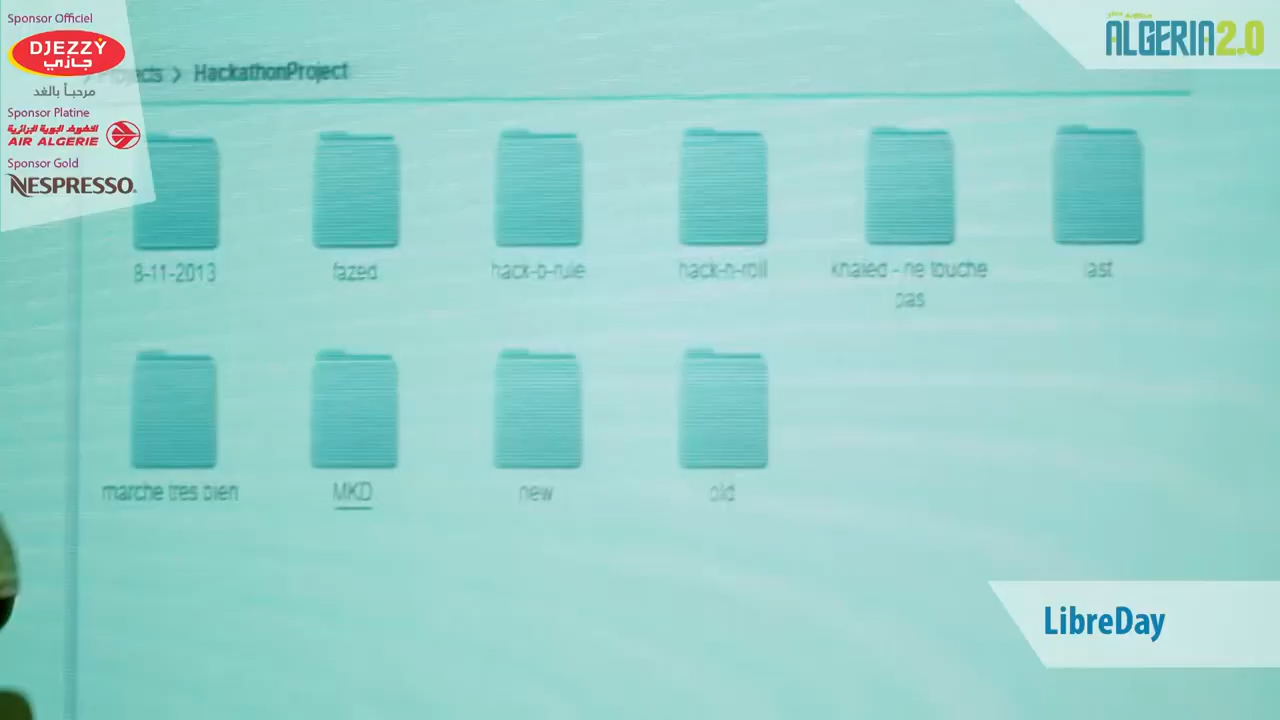 Sponsor Officiel
DJEZZY
جازي
مرحبـاً بالغد
Sponsor Platine
الخطوط الجوية الجزائرية
AIR ALGERIE
Sponsor Gold
NESPRESSO.
ALGERIA2.0
Projects > HackathonProject
8-11-2013
fazed
hack-b-rule
hack-n-roll
khaled - ne touche
pas
last
marche tres bien
MKD
new
old
LibreDay